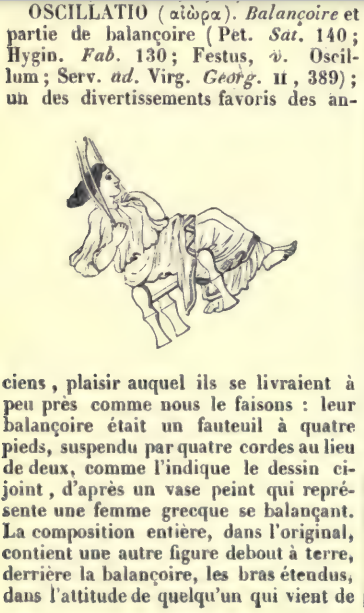 OSCILLATIO (αἰώρα). Balançoire et
partie de balançoire (Pet. Sat. 140;
Hygin. Fab. 130; Festus, v. Oscil-
lum; Serv. ad. Virg. Georg. II, 389);
un des divertissements favoris des an-
ciens, plaisir auquel ils se livraient à
peu près comme nous le faisons : leur
balançoire était un fauteuil à quatre
pieds, suspendu par quatre cordes au lieu
de deux, comme l'indique le dessin ci-
joint, d'après un vase peint qui repré-
sente une femme grecque se balançant.
La composition entière, dans l'original,
contient une autre figure debout à terre,
derrière la balançoire, les bras étendus,
dans l'attitude de quelqu'un qui vient de